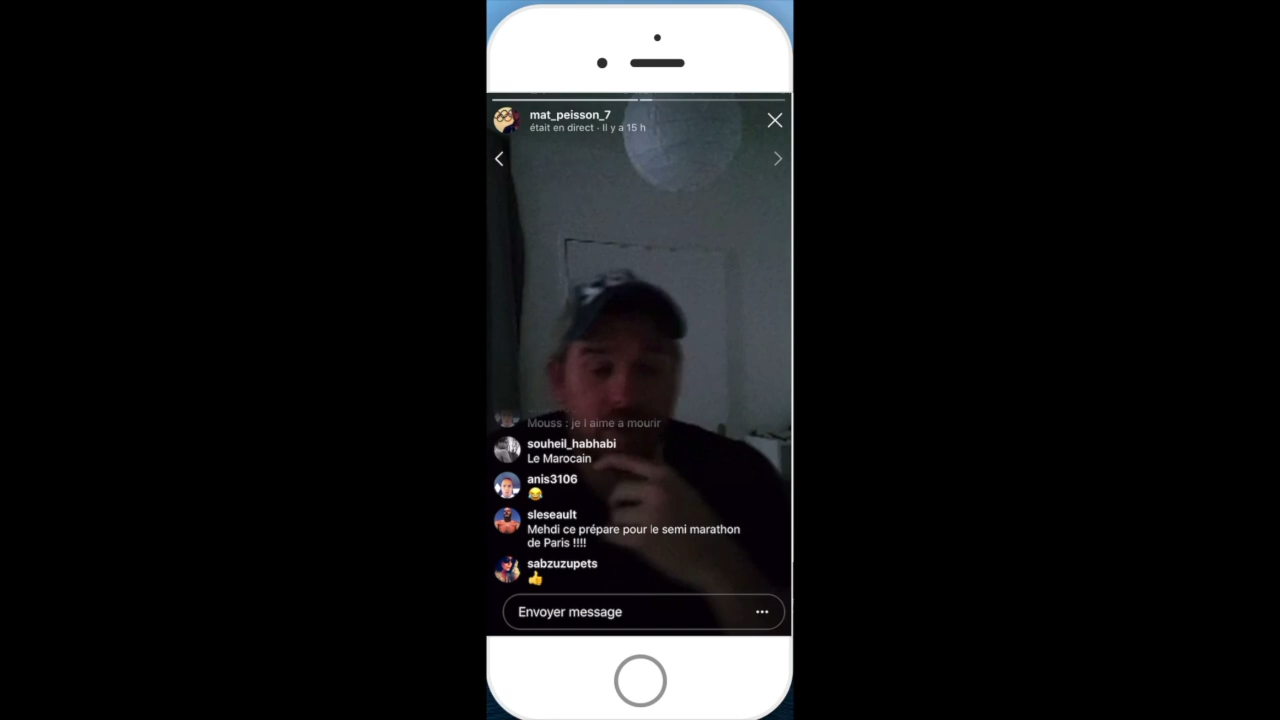 mat_peisson_7
était en direct · Il y a 15 h
Mouss : je l aime a mourir
souheil_habhabi
Le Marocain
anis3106
😂
sleseault
Mehdi ce prépare pour le semi marathon
de Paris !!!!
sabzuzupets
👍
Envoyer message